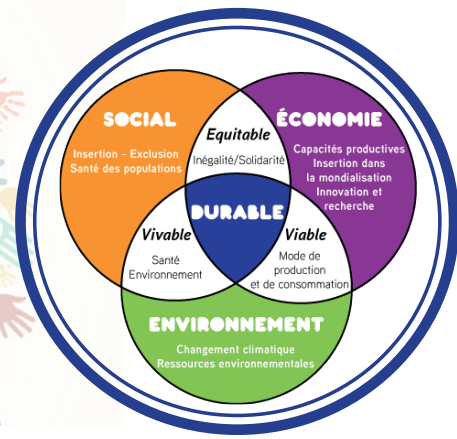 SOCIAL
Insertion - Exclusion
Santé des populations
Equitable
Inégalité/Solidarité
ÉCONOMIE
Capacités productives
Insertion dans
la mondialisation
Innovation et
recherche
DURABLE
Vivable
Santé
Environnement
Viable
Mode de
production
et de consommation
ENVIRONNEMENT
Changement climatique
Ressources environnementales